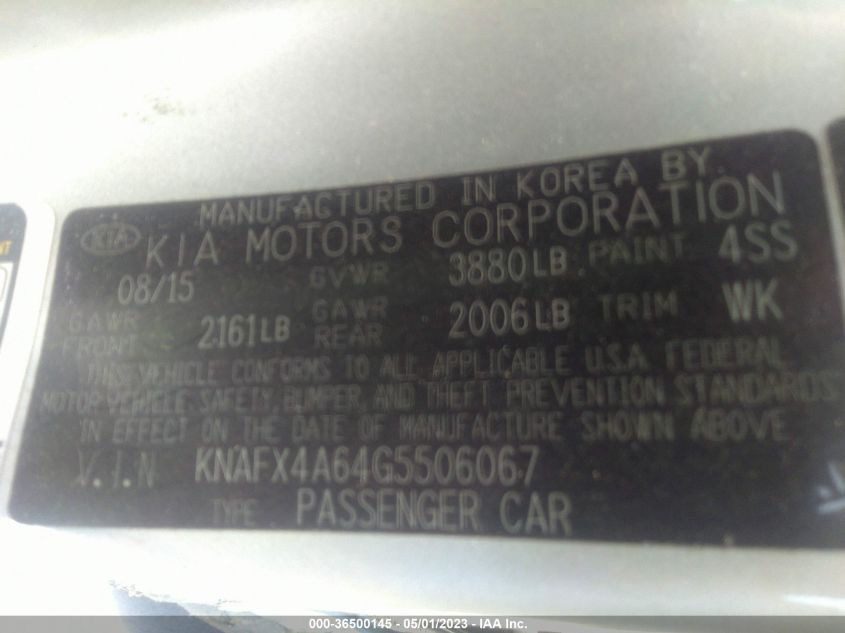 MANUFACTURED IN KOREA BY
KIA KIA MOTORS CORPORATION
08/15 GVWR 3880LB PAINT 4SS
GAWR FRONT 2161LB GAWR REAR 2006LB TRIM WK
THIS VEHICLE CONFORMS TO ALL APPLICABLE U.S.A. FEDERAL
MOTOR VEHICLE SAFETY, BUMPER, AND THEFT PREVENTION STANDARDS
IN EFFECT ON THE DATE OF MANUFACTURE SHOWN ABOVE
V.I.N KNAFX4A64G5506067
TYPE PASSENGER CAR
000-36500145 - 05/01/2023 - IAA Inc.